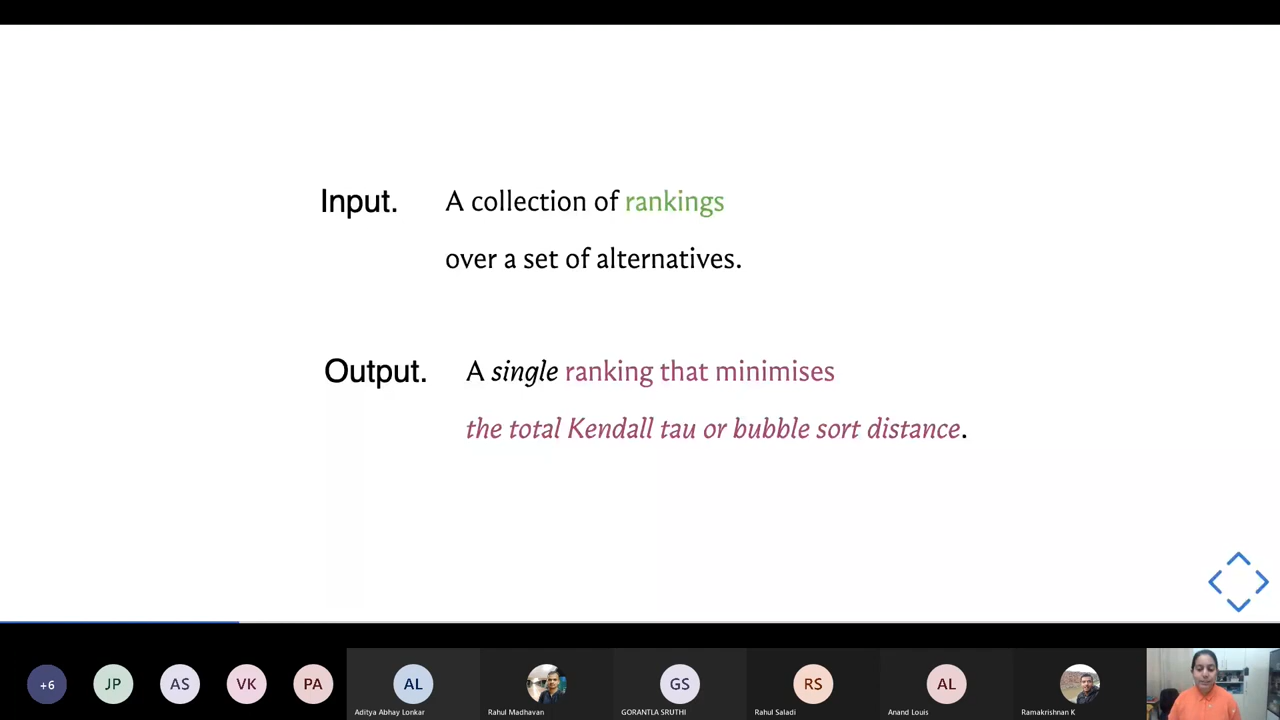 Input. A collection of rankings
over a set of alternatives.
Output. A single ranking that minimises
the total Kendall tau or bubble sort distance.
+6 JP AS VK PA AL GS RS AL
Aditya Abhay Lonkar Rahul Madhavan GORANTLA SRUTHI Rahul Saladi Anand Louis Ramakrishnan K